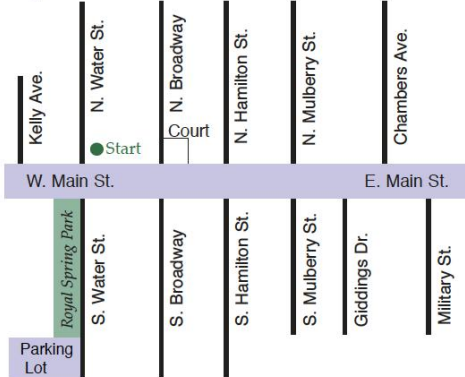 Kelly Ave.
N. Water St.
N. Broadway
N. Hamilton St.
N. Mulberry St.
Chambers Ave.
Start
Court
W. Main St.
E. Main St.
Royal Spring Park
S. Water St.
S. Broadway
S. Hamilton St.
S. Mulberry St.
Giddings Dr.
Military St.
Parking
Lot